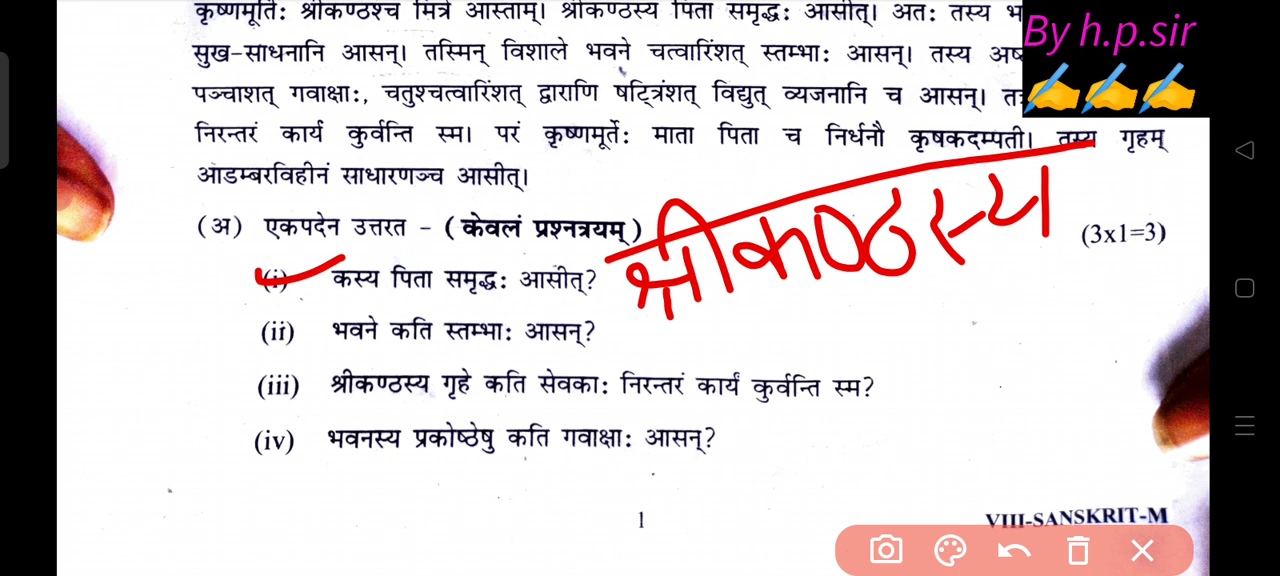 कृष्णमूर्तिः श्रीकण्ठश्च मित्रे आस्ताम्। श्रीकण्ठस्य पिता समृद्धः आसीत्। अतः तस्य
By h.p.sir
सुख-साधनानि आसन्। तस्मिन् विशाले भवने चत्वारिंशत् स्तम्भाः आसन्। तस्य
पञ्चाशत् गवाक्षाः, चतुश्चत्वारिंशत् द्वाराणि षट्त्रिंशत् विद्युत् व्यजनानि च आसन्।
निरन्तरं कार्यं कुर्वन्ति स्म। परं कृष्णमूर्तेः माता पिता च निर्धनौ कृषकदम्पती। तस्य गृहम्
आडम्बरविहीनं साधारणञ्च आसीत्।
(अ) एकपदेन उत्तरत - (केवलं प्रश्नत्रयम्) (3x1=3)
श्रीकण्ठस्य
(i) कस्य पिता समृद्धः आसीत्?
(ii) भवने कति स्तम्भाः आसन्?
(iii) श्रीकण्ठस्य गृहे कति सेवकाः निरन्तरं कार्यं कुर्वन्ति स्म?
(iv) भवनस्य प्रकोष्ठेषु कति गवाक्षाः आसन्?
1
VIII-SANSKRIT-M